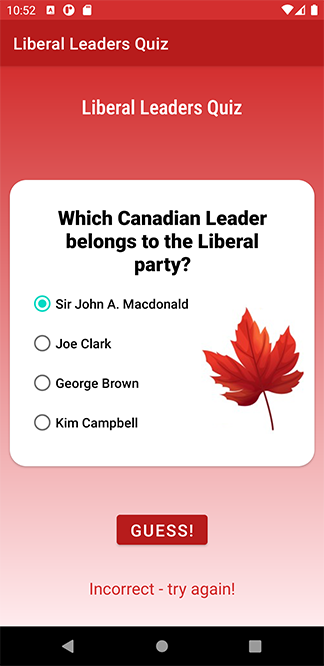 10:52
Liberal Leaders Quiz
Liberal Leaders Quiz
Which Canadian Leader
belongs to the Liberal
party?
Sir John A. Macdonald
Joe Clark
George Brown
Kim Campbell
GUESS!
Incorrect - try again!